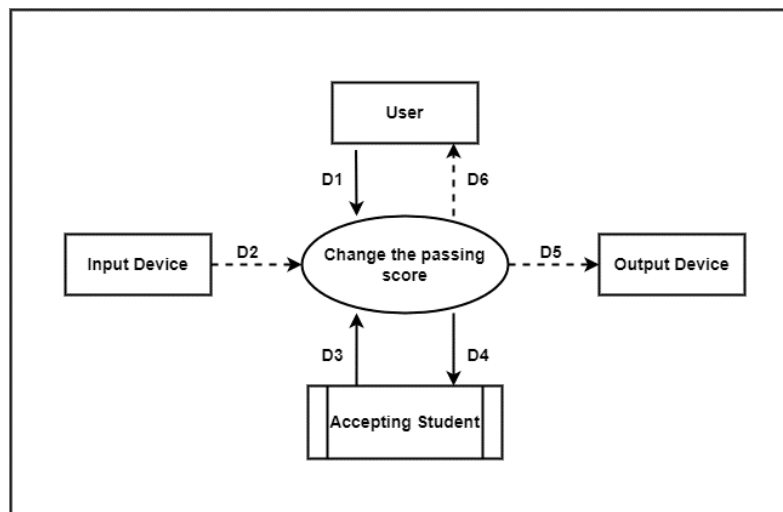 User
D1
D6
Input Device
D2
Change the passing
score
D5
Output Device
D3
D4
Accepting Student